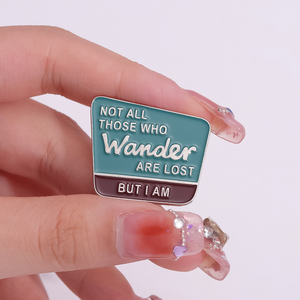 NOT ALL
THOSE WHO
Wander
ARE LOST
BUT I AM